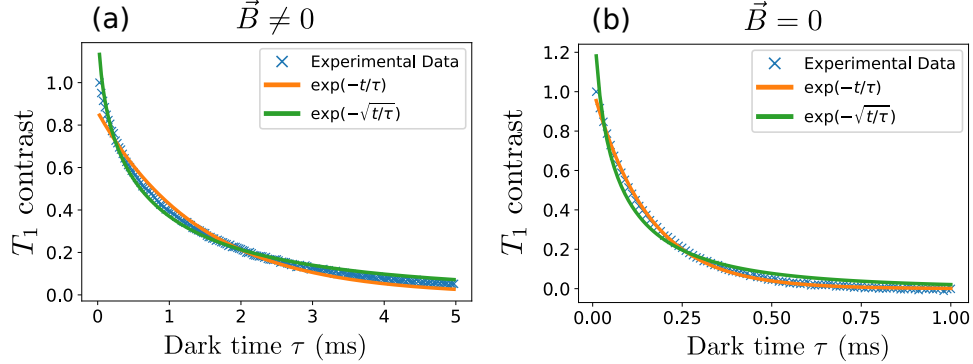 (a) $\vec{B} \neq 0$
Experimental Data
exp(−t/τ)
exp(−√t/τ)
T₁ contrast
1.0
0.8
0.6
0.4
0.2
0.0
0 1 2 3 4 5
Dark time τ (ms)
(b) $\vec{B} = 0$
Experimental Data
exp(−t/τ)
exp(−√t/τ)
T₁ contrast
1.2
1.0
0.8
0.6
0.4
0.2
0.0
0.00 0.25 0.50 0.75 1.00
Dark time τ (ms)